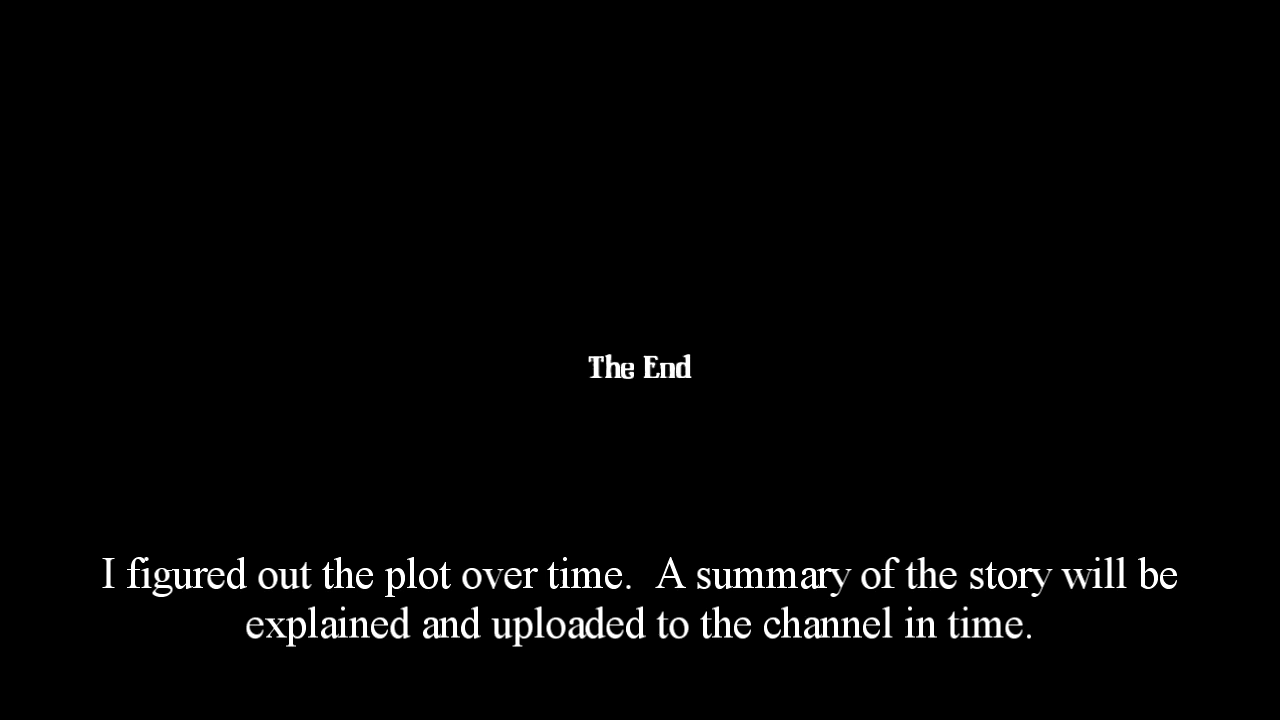 The End
I figured out the plot over time.  A summary of the story will be
explained and uploaded to the channel in time.